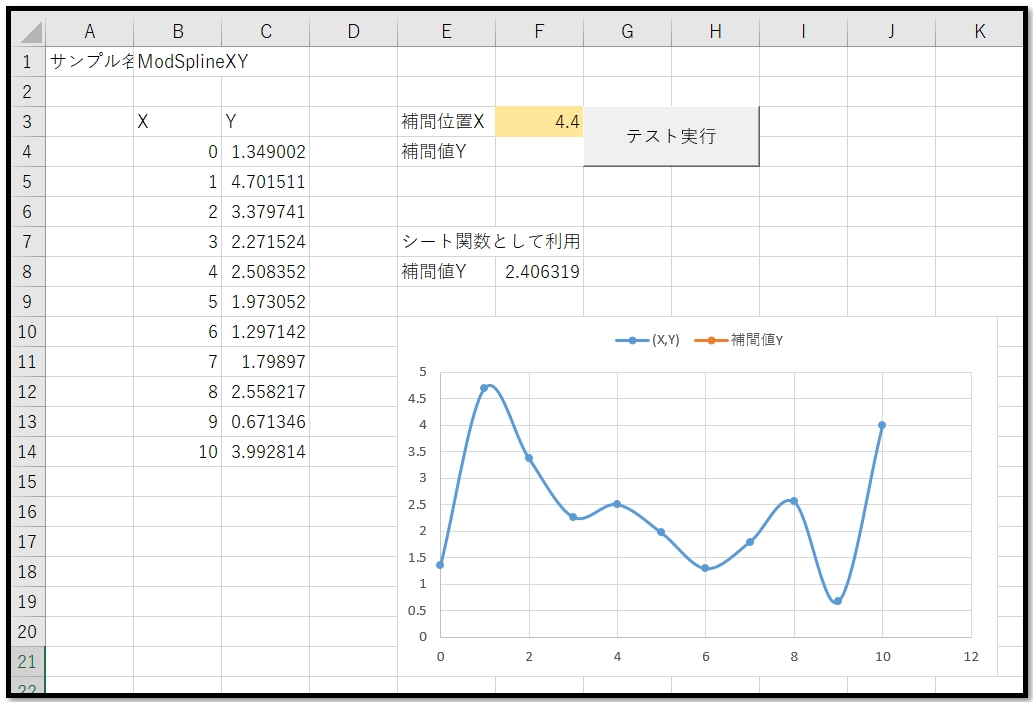 A B C D E F G H I J K
1 サンプル名 ModSplineXY
2
3 X Y 補間位置X 4.4 テスト実行
4 0 1.349002 補間値Y
5 1 4.701511
6 2 3.379741
7 3 2.271524 シート関数として利用
8 4 2.508352 補間値Y 2.406319
9 5 1.973052
10 6 1.297142
11 7 1.79897
12 8 2.558217
13 9 0.671346
14 10 3.992814
15
16
17
18
19
20
21
22
(X,Y) 補間値Y
5
4.5
4
3.5
3
2.5
2
1.5
1
0.5
0
0 2 4 6 8 10 12